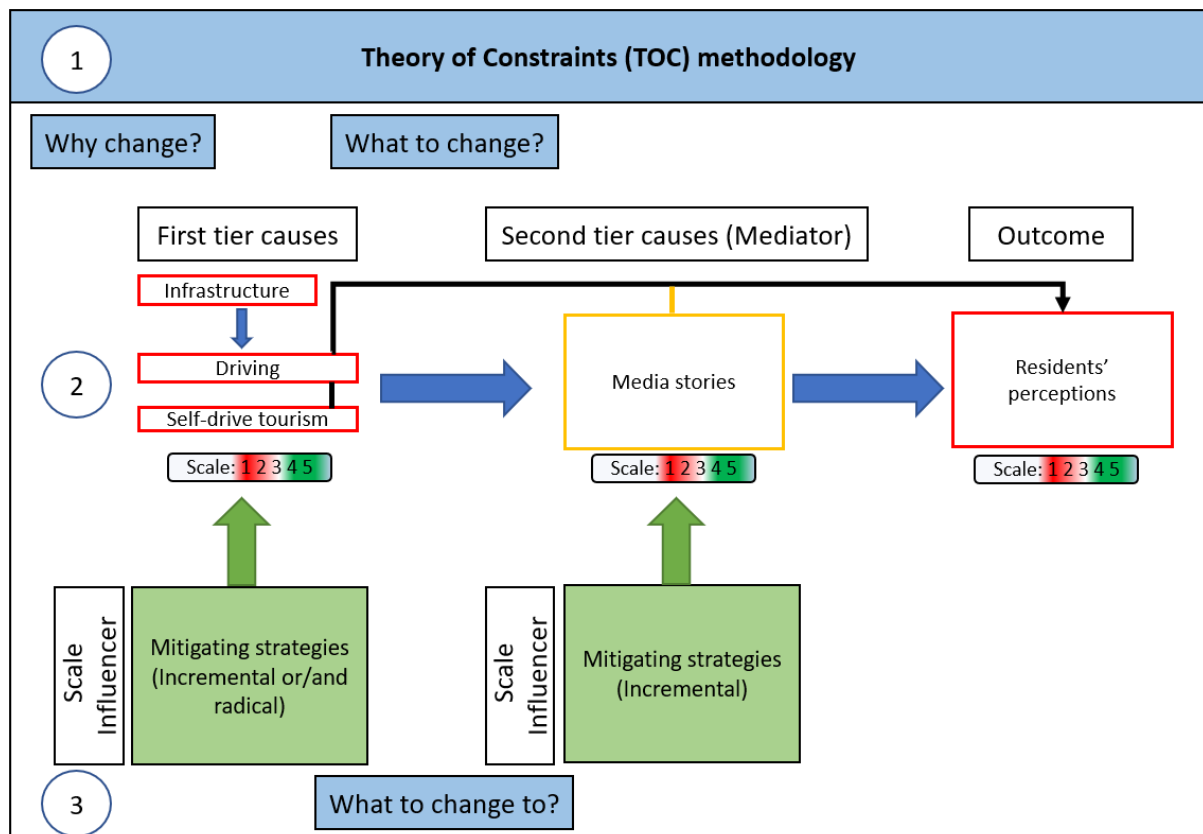 1
Theory of Constraints (TOC) methodology
Why change?
What to change?
First tier causes
Second tier causes (Mediator)
Outcome
Infrastructure
2
Driving
Self-drive tourism
Media stories
Residents’
perceptions
Scale: 1 2 3 4 5
Scale: 1 2 3 4 5
Scale: 1 2 3 4 5
Scale
Influencer
Mitigating strategies
(Incremental or/and
radical)
Scale
Influencer
Mitigating strategies
(Incremental)
3
What to change to?